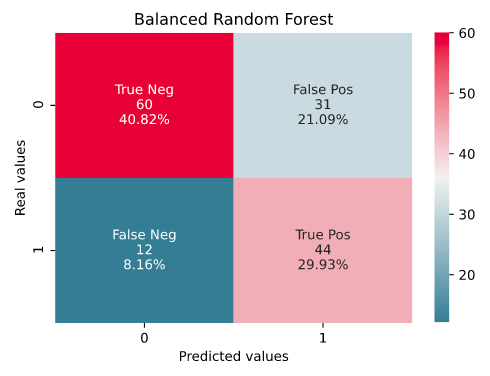 Balanced Random Forest
Real values
0
True Neg
60
40.82%
False Pos
31
21.09%
1
False Neg
12
8.16%
True Pos
44
29.93%
0
1
Predicted values
60
50
40
30
20